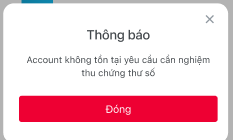 Thông báo
Account không tồn tại yêu cầu cần nghiệm
thu chứng thư số
Đóng